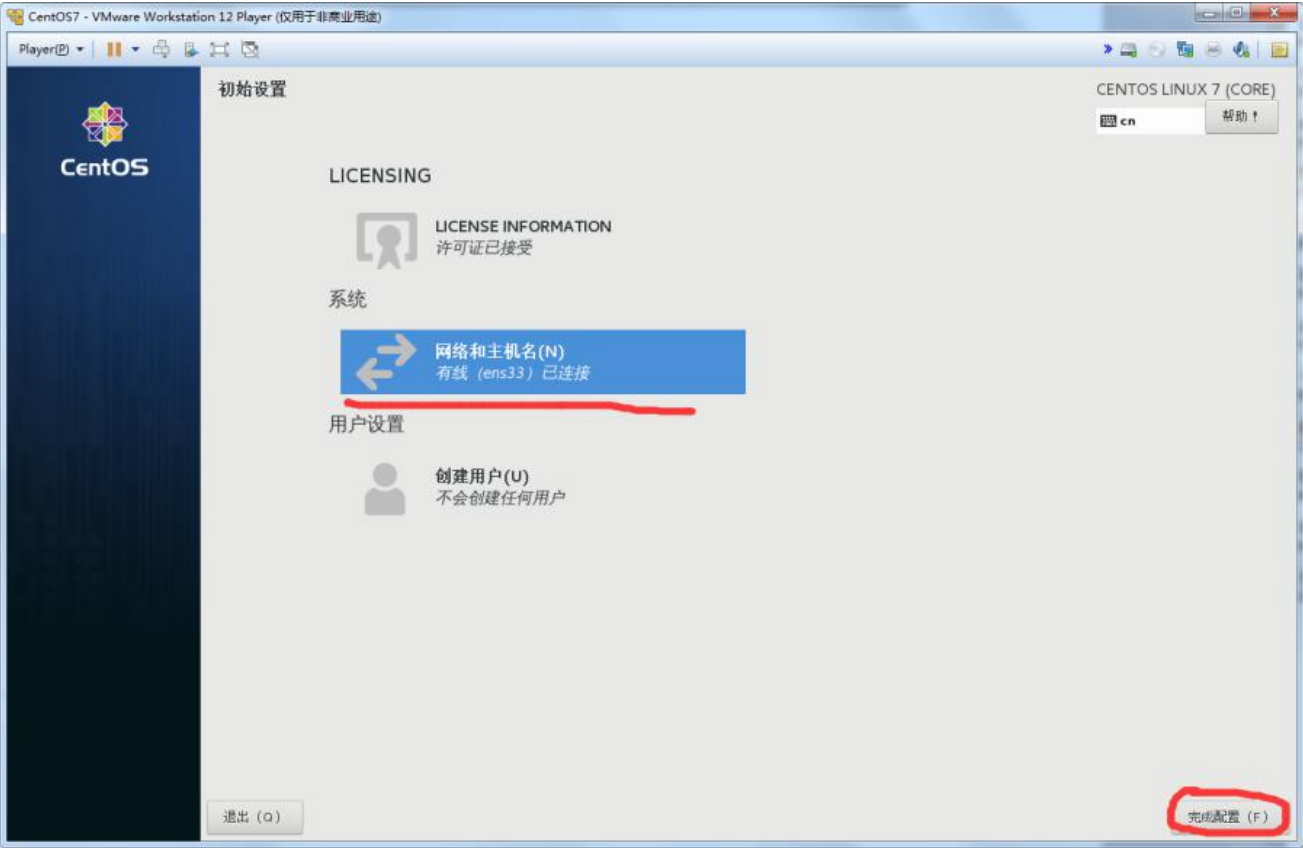 CentOS7 - VMware Workstation 12 Player (仅用于非商业用途)
Player(P)
初始设置
CENTOS LINUX 7 (CORE)
cn
帮助！
CentOS
LICENSING
LICENSE INFORMATION
许可证已接受
系统
网络和主机名(N)
有线（ens33）已连接
用户设置
创建用户(U)
不会创建任何用户
退出（Q）
完成配置（F）